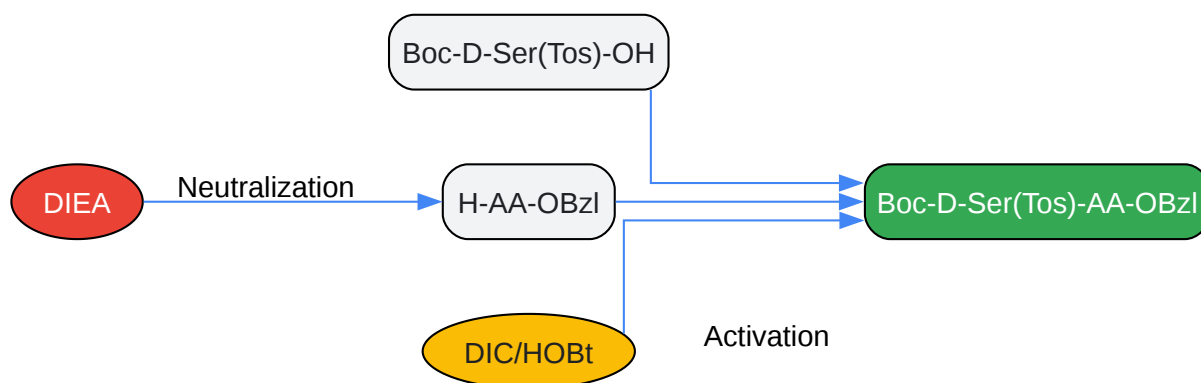 Boc-D-Ser(Tos)-OH
DIEA
Neutralization
H-AA-OBzl
Boc-D-Ser(Tos)-AA-OBzl
DIC/HOBt
Activation